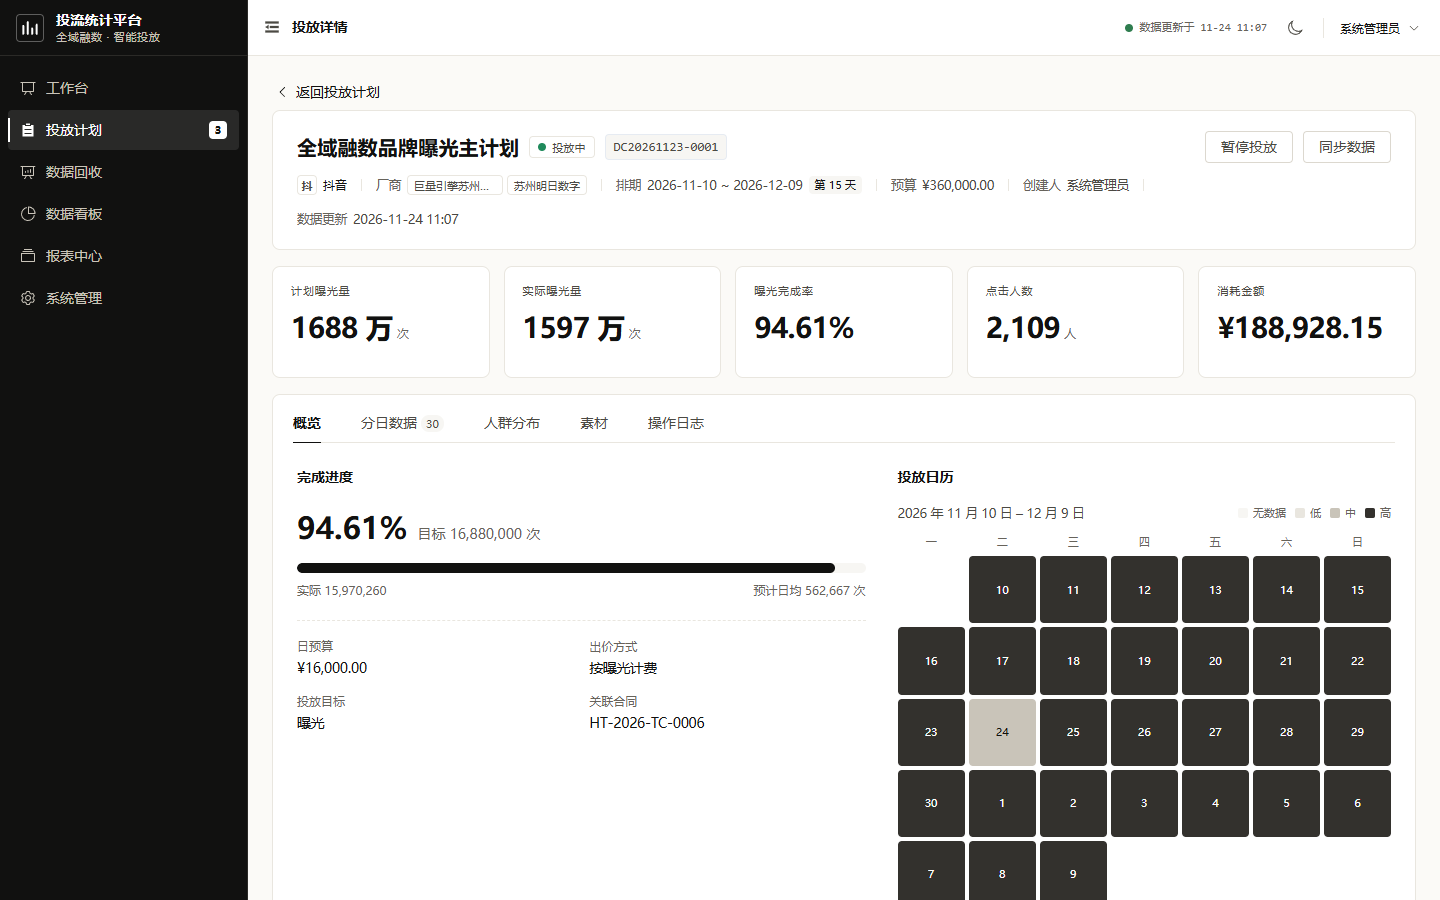 投流统计平台
全域融数 · 智能投放
工作台
投放计划 3
数据回收
数据看板
报表中心
系统管理
投放详情
数据更新于 11-24 11:07
系统管理员
返回投放计划
全域融数品牌曝光主计划 投放中 DC20261123-0001
暂停投放 同步数据
抖 抖音 厂商 巨量引擎苏州... 苏州明日数字 排期 2026-11-10 ~ 2026-12-09 第 15 天 预算 ¥360,000.00 创建人 系统管理员
数据更新 2026-11-24 11:07
计划曝光量
1688 万 次
实际曝光量
1597 万 次
曝光完成率
94.61%
点击人数
2,109 人
消耗金额
¥188,928.15
概览 分日数据 30 人群分布 素材 操作日志
完成进度
94.61% 目标 16,880,000 次
实际 15,970,260 预计日均 562,667 次
日预算
¥16,000.00
出价方式
按曝光计费
投放目标
曝光
关联合同
HT-2026-TC-0006
投放日历
2026 年 11 月 10 日 – 12 月 9 日 无数据 低 中 高
一 二 三 四 五 六 日
10 11 12 13 14 15
16 17 18 19 20 21 22
23 24 25 26 27 28 29
30 1 2 3 4 5 6
7 8 9